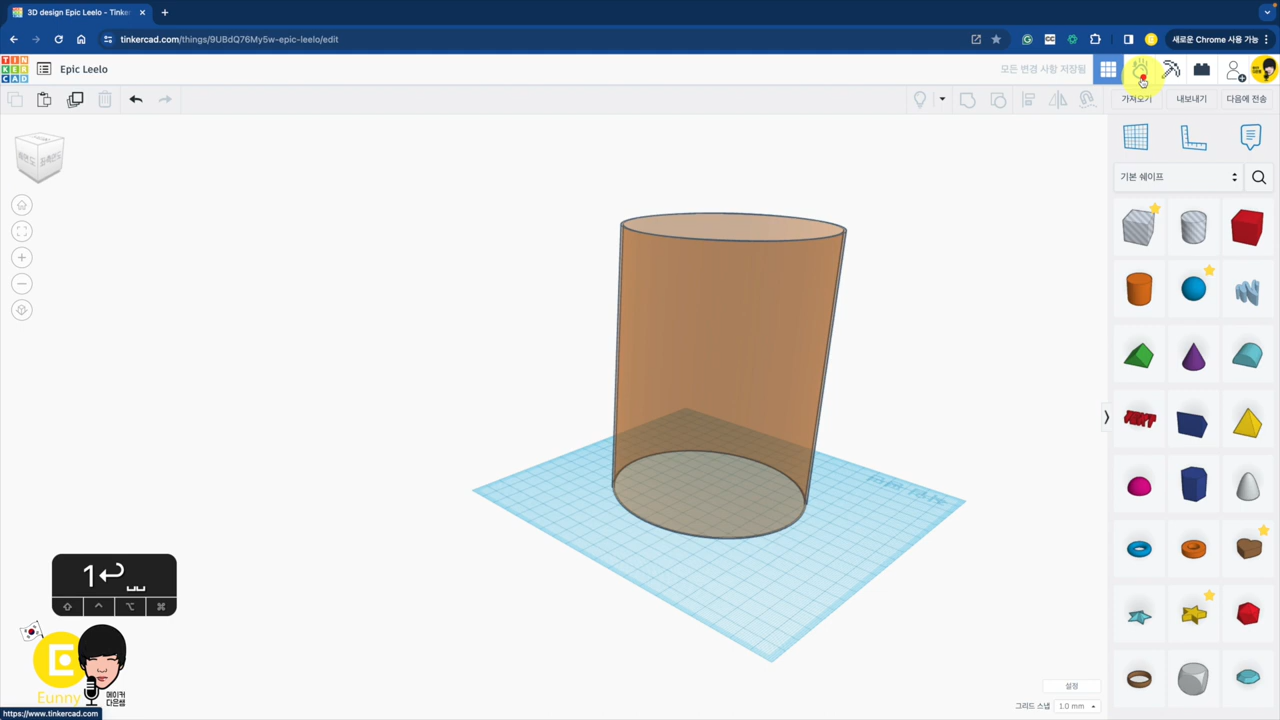 3D design Epic Leelo - Tinker
tinkercad.com/things/9UBdQ76My5w-epic-leelo/edit
새로운 Chrome 사용 가능
TIN
KER
CAD
Epic Leelo
모든 변경 사항 저장됨
가져오기
내보내기
다음에 전송
기본 쉐이프
TEXT
1↩
설정
그리드 스냅
1.0 mm
Eunny
메이커
다은쌤
https://www.tinkercad.com